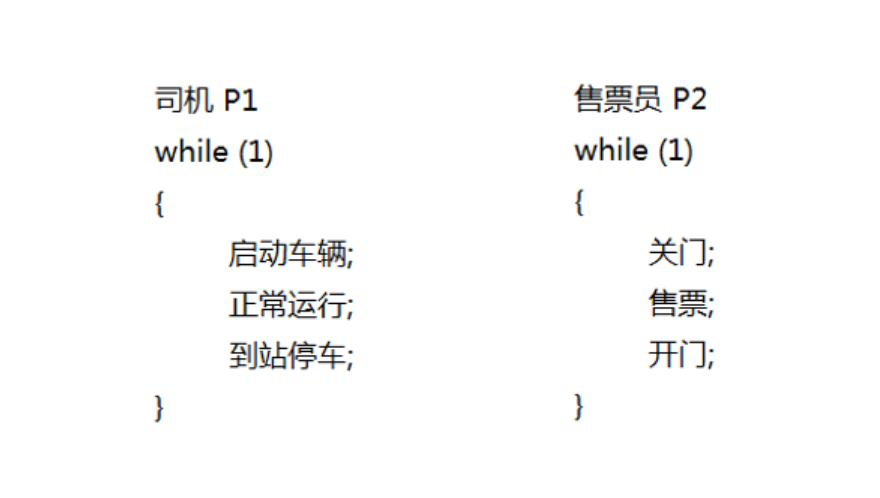 司机 P1
while (1)
{
启动车辆;
正常运行;
到站停车;
}
售票员 P2
while (1)
{
关门;
售票;
开门;
}